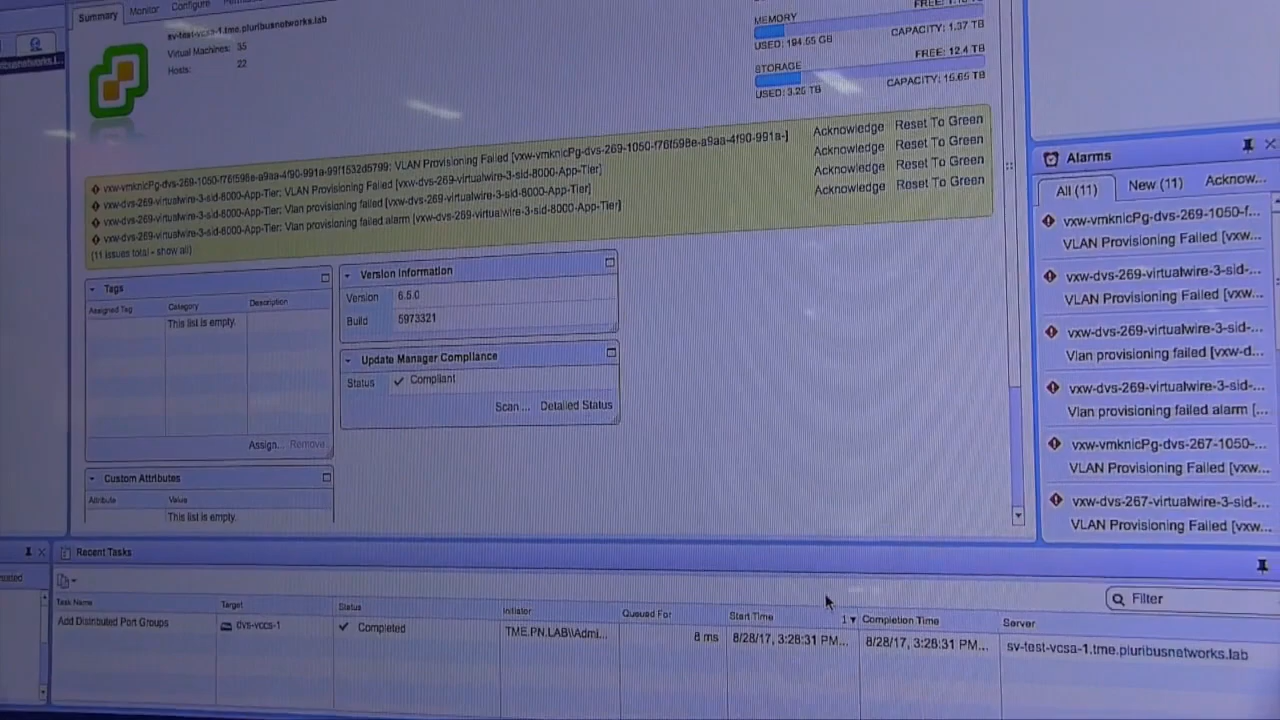 Summary Monitor Configure
sv-test-vcsa-1.tme.pluribusnetworks.lab
Virtual Machines: 35
Hosts: 22
MEMORY
USED: 194.55 GB CAPACITY: 1.37 TB
FREE: 12.4 TB
STORAGE
USED: 3.25 TB CAPACITY: 15.65 TB
vxw-vmknicPg-dvs-269-1050-f76f598e-a9aa-4f90-991a-99f1532d5799: VLAN Provisioning Failed [vxw-vmknicPg-dvs-269-1050-f76f598e-a9aa-4f90-991a-] Acknowledge Reset To Green
vxw-dvs-269-virtualwire-3-sid-8000-App-Tier: VLAN Provisioning Failed [vxw-dvs-269-virtualwire-3-sid-8000-App-Tier] Acknowledge Reset To Green
vxw-dvs-269-virtualwire-3-sid-8000-App-Tier: Vlan provisioning failed [vxw-dvs-269-virtualwire-3-sid-8000-App-Tier] Acknowledge Reset To Green
vxw-dvs-269-virtualwire-3-sid-8000-App-Tier: Vlan provisioning failed alarm [vxw-dvs-269-virtualwire-3-sid-8000-App-Tier] Acknowledge Reset To Green
(11 issues total - show all)
Tags
Assigned Tag Category Description
This list is empty.
Assign... Remove
Custom Attributes
Attribute Value
This list is empty.
Version Information
Version 6.5.0
Build 5973321
Update Manager Compliance
Status Compliant
Scan ... Detailed Status
Alarms
All (11) New (11) Acknow...
vxw-vmknicPg-dvs-269-1050-f...
VLAN Provisioning Failed [vxw...
vxw-dvs-269-virtualwire-3-sid-...
VLAN Provisioning Failed [vxw...
vxw-dvs-269-virtualwire-3-sid-...
Vlan provisioning failed [vxw-d...
vxw-dvs-269-virtualwire-3-sid-...
Vlan provisioning failed alarm [...
vxw-vmknicPg-dvs-267-1050-...
VLAN Provisioning Failed [vxw...
vxw-dvs-267-virtualwire-3-sid-...
VLAN Provisioning Failed [vxw...
Recent Tasks
Filter
Task Name Target Status Initiator Queued For Start Time 1 Completion Time Server
Add Distributed Port Groups dvs-vccs-1 Completed TME.PN.LAB\\Admi... 8 ms 8/28/17, 3:28:31 PM... 8/28/17, 3:28:31 PM... sv-test-vcsa-1.tme.pluribusnetworks.lab